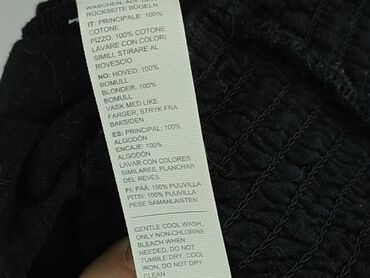 WASCHEN, AUF DER
RÜCKSEITE BÜGELN
IT: PRINCIPALE: 100%
COTONE
PIZZO: 100% COTONE
LAVARE CON COLORI
SIMILI, STIRARE AL
ROVESCIO
NO: HOVED: 100%
BOMULL
BLONDER: 100%
BOMULL
VASK MED LIKE
FARGER, STRYK FRA
BAKSIDEN
ES: PRINCIPAL: 100%
ALGODÓN
ENCAJE: 100%
ALGODÓN
LAVAR CON COLORES
SIMILARES, PLANCHAR
DEL REVÉS
FI: PÄÄ: 100% PUUVILLA
PITSI: 100% PUUVILLA
PESE SAMANLAISTEN
GENTLE COOL WASH,
ONLY NON-CHLORINE
BLEACH WHEN
NEEDED, DO NOT
TUMBLE DRY, COOL
IRON, DO NOT DRY
CLEAN